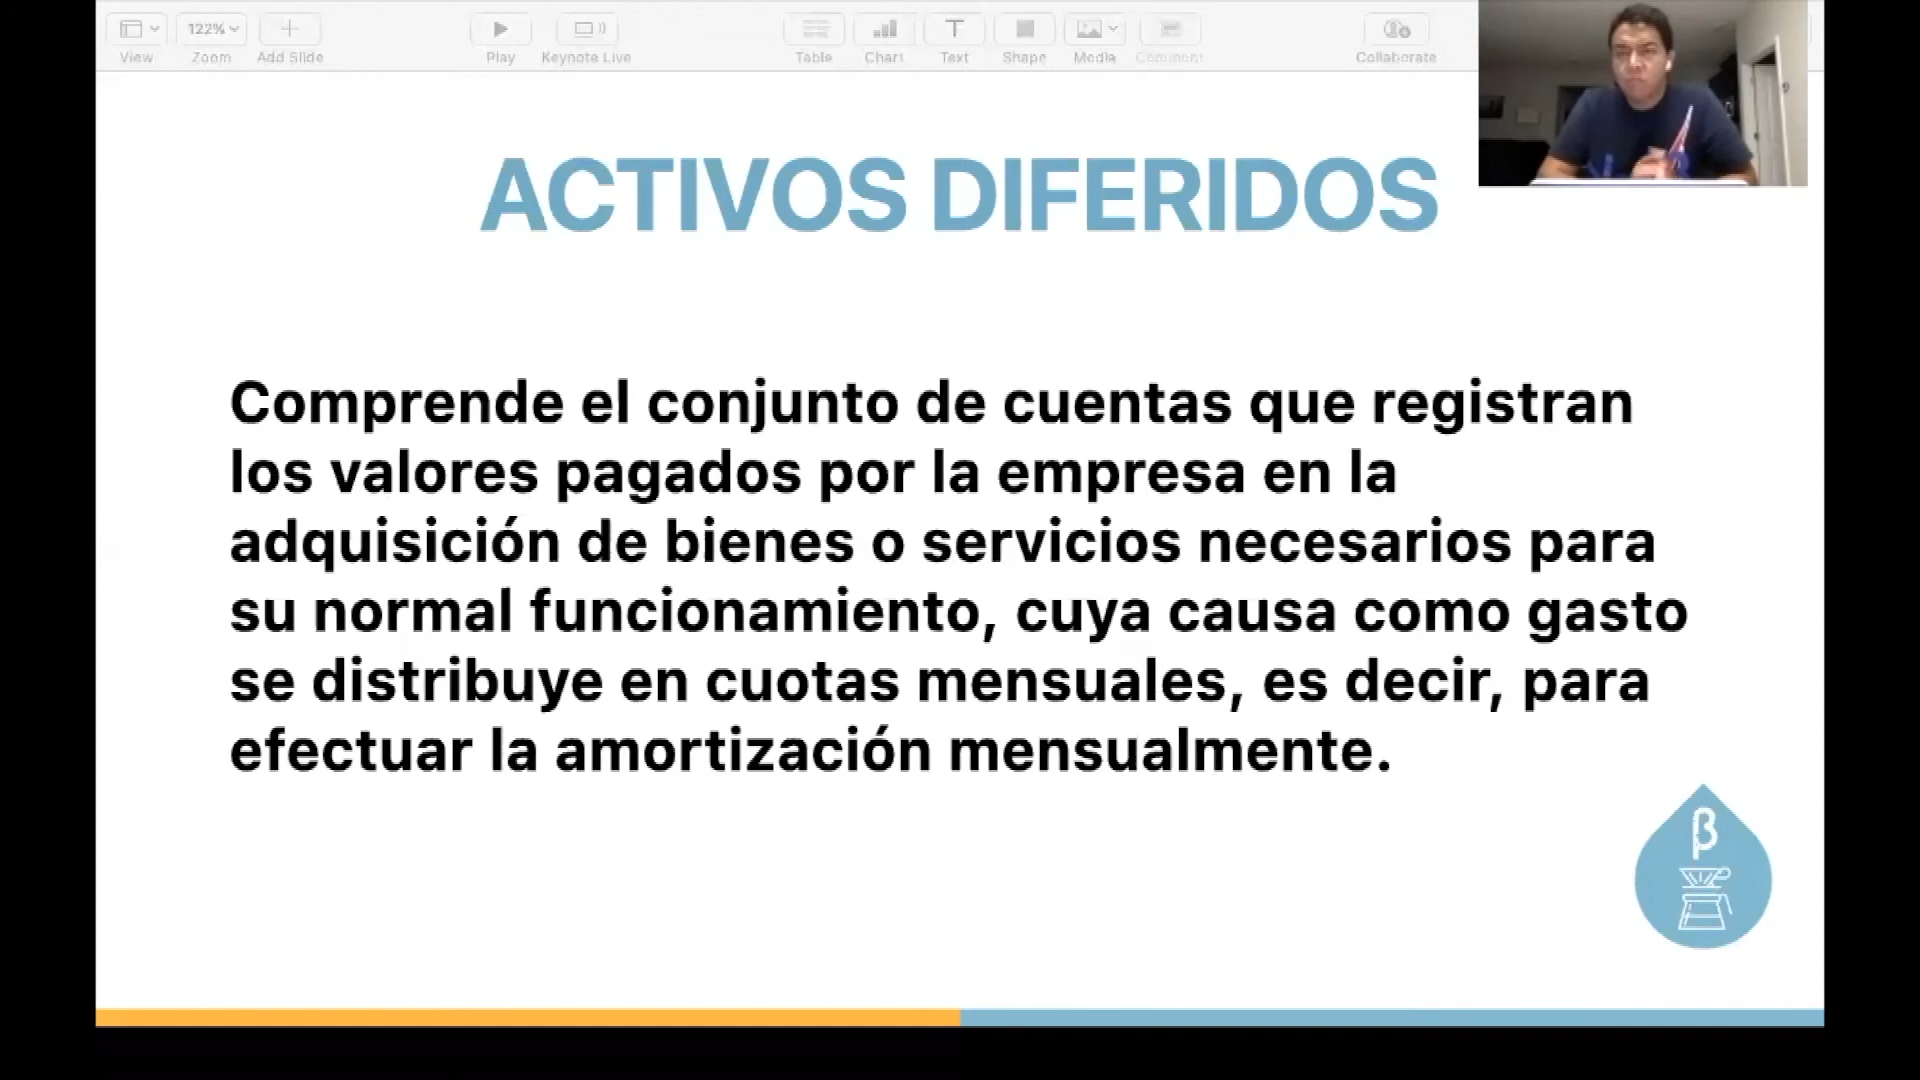 122%
View
Zoom
Add Slide
Play
Keynote Live
Table
Chart
Text
Shape
Media
Comment
Collaborate
ACTIVOS DIFERIDOS
Comprende el conjunto de cuentas que registran
los valores pagados por la empresa en la
adquisición de bienes o servicios necesarios para
su normal funcionamiento, cuya causa como gasto
se distribuye en cuotas mensuales, es decir, para
efectuar la amortización mensualmente.
β